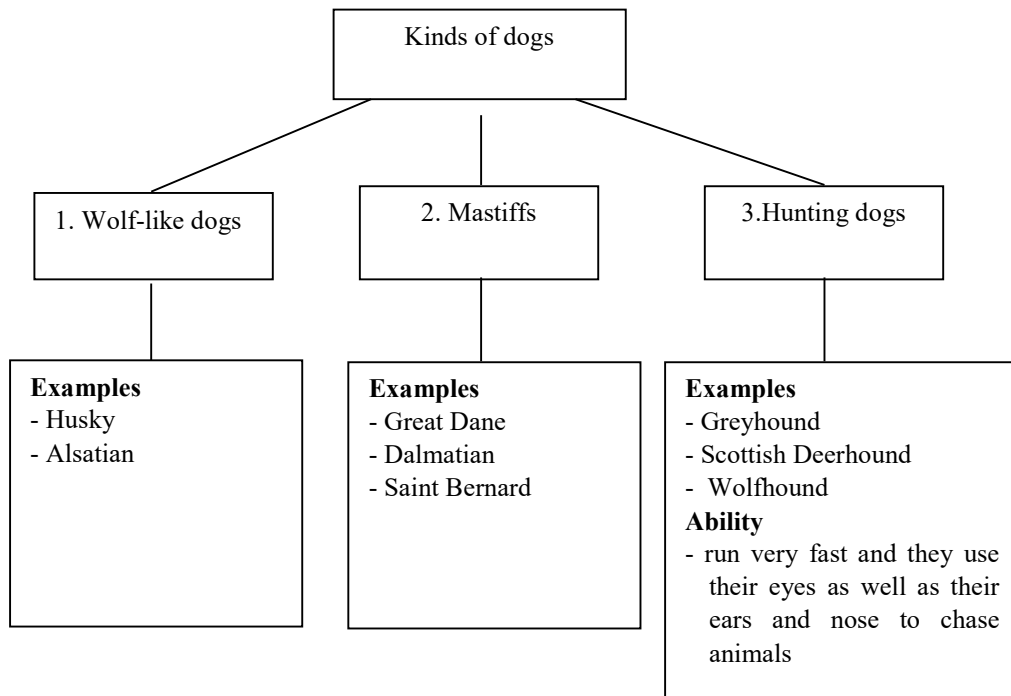 Kinds of dogs
1. Wolf-like dogs
2. Mastiffs
3.Hunting dogs
Examples
- Husky
- Alsatian
Examples
- Great Dane
- Dalmatian
- Saint Bernard
Examples
- Greyhound
- Scottish Deerhound
- Wolfhound
Ability
- run very fast and they use
their eyes as well as their
ears and nose to chase
animals